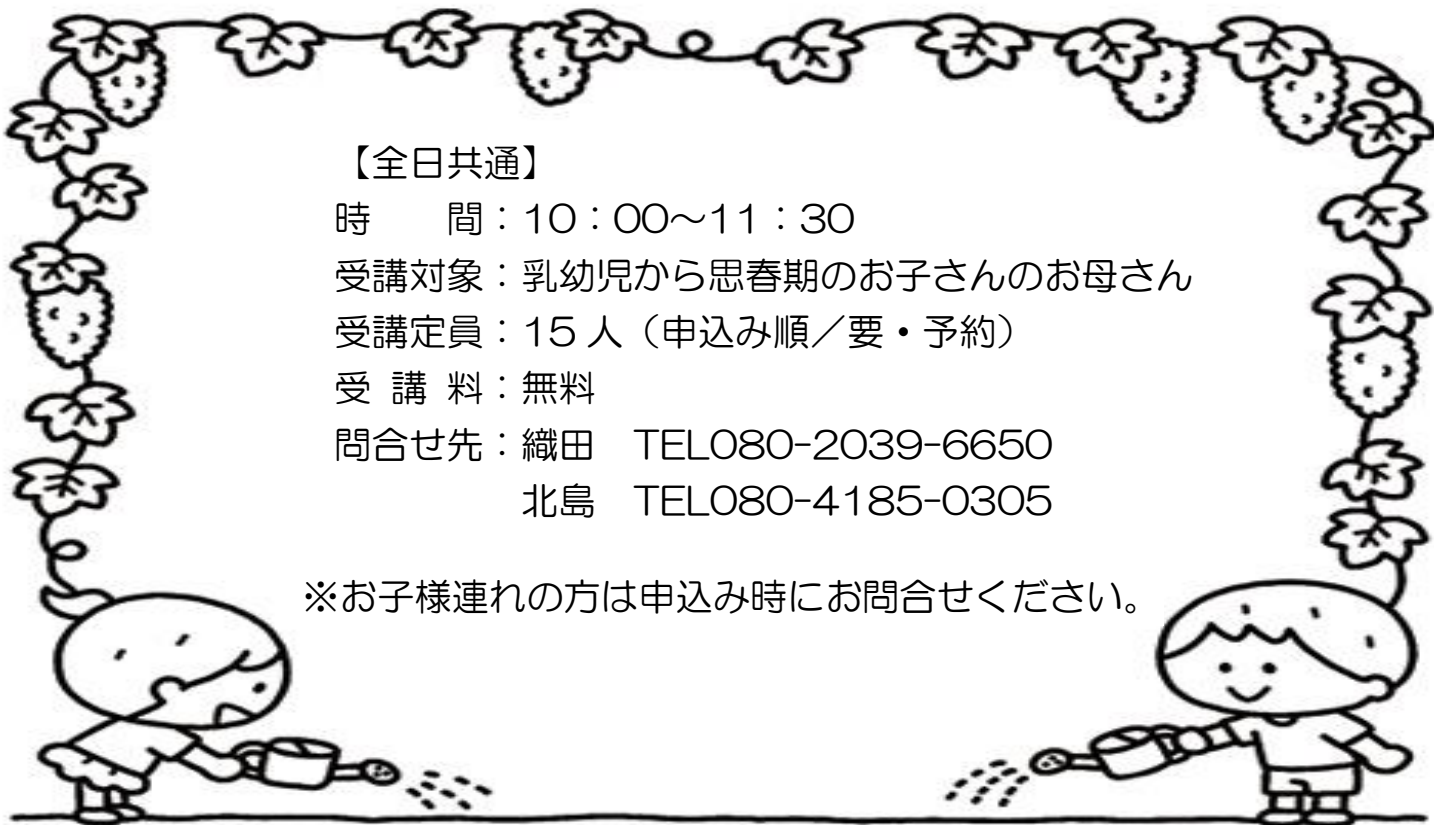 【全日共通】
時　　間：10：00～11：30
受講対象：乳幼児から思春期のお子さんのお母さん
受講定員：15人（申込み順／要・予約）
受 講 料：無料
問合せ先：織田　TEL080-2039-6650
北島　TEL080-4185-0305
※お子様連れの方は申込み時にお問合せください。